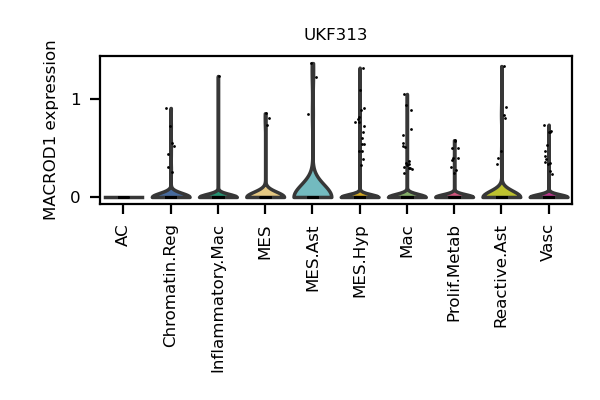 UKF313
MACROD1 expression
1
0
AC
Chromatin.Reg
Inflammatory.Mac
MES
MES.Ast
MES.Hyp
Mac
Prolif.Metab
Reactive.Ast
Vasc